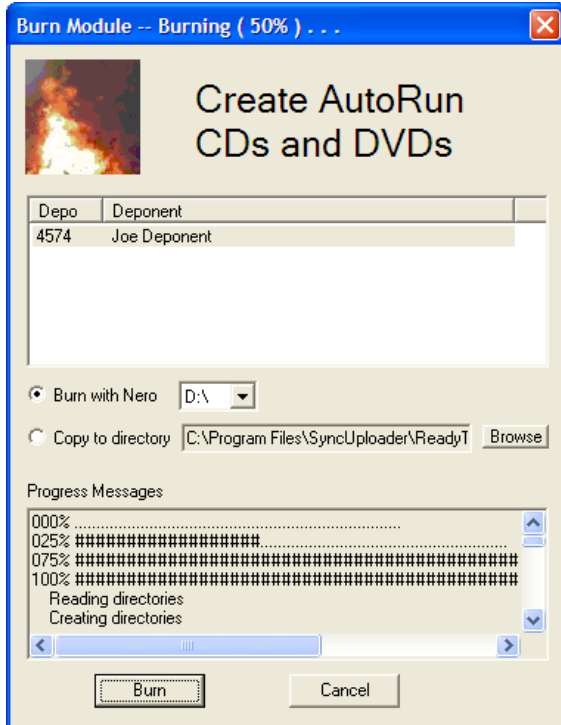 Burn Module -- Burning ( 50% ) . . .
Create AutoRun
CDs and DVDs
Depo Deponent
4574 Joe Deponent
Burn with Nero D:\
Copy to directory C:\Program Files\SyncUploader\ReadyT Browse
Progress Messages
000% ..............................................................................
025% ##################...........................................................
075% ###########################################
100% ###########################################
Reading directories
Creating directories
Burn Cancel